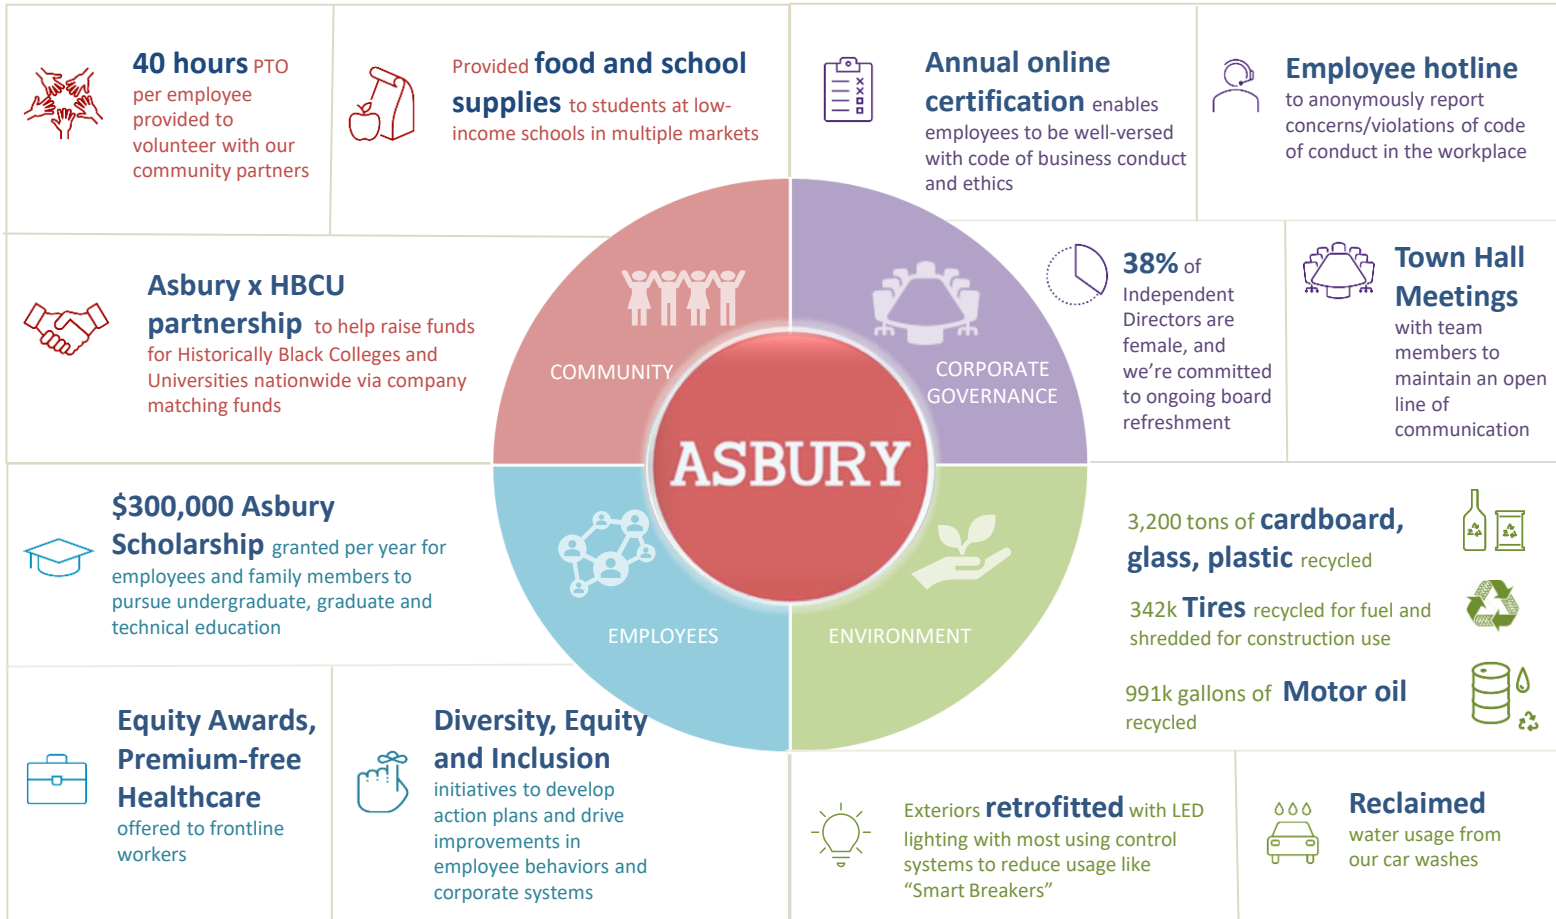 40 hours PTO
per employee
provided to
volunteer with our
community partners
Provided food and school
supplies to students at low-
income schools in multiple markets
Annual online
certification enables
employees to be well-versed
with code of business conduct
and ethics
Employee hotline
to anonymously report
concerns/violations of code
of conduct in the workplace
Asbury x HBCU
partnership to help raise funds
for Historically Black Colleges and
Universities nationwide via company
matching funds
COMMUNITY
CORPORATE
GOVERNANCE
38% of
Independent
Directors are
female, and
we’re committed
to ongoing board
refreshment
Town Hall
Meetings
with team
members to
maintain an open
line of
communication
ASBURY
$300,000 Asbury
Scholarship granted per year for
employees and family members to
pursue undergraduate, graduate and
technical education
EMPLOYEES
ENVIRONMENT
3,200 tons of cardboard,
glass, plastic recycled
342k Tires recycled for fuel and
shredded for construction use
991k gallons of Motor oil
recycled
Equity Awards,
Premium-free
Healthcare
offered to frontline
workers
Diversity, Equity
and Inclusion
initiatives to develop
action plans and drive
improvements in
employee behaviors and
corporate systems
Exteriors retrofitted with LED
lighting with most using control
systems to reduce usage like
“Smart Breakers”
Reclaimed
water usage from
our car washes